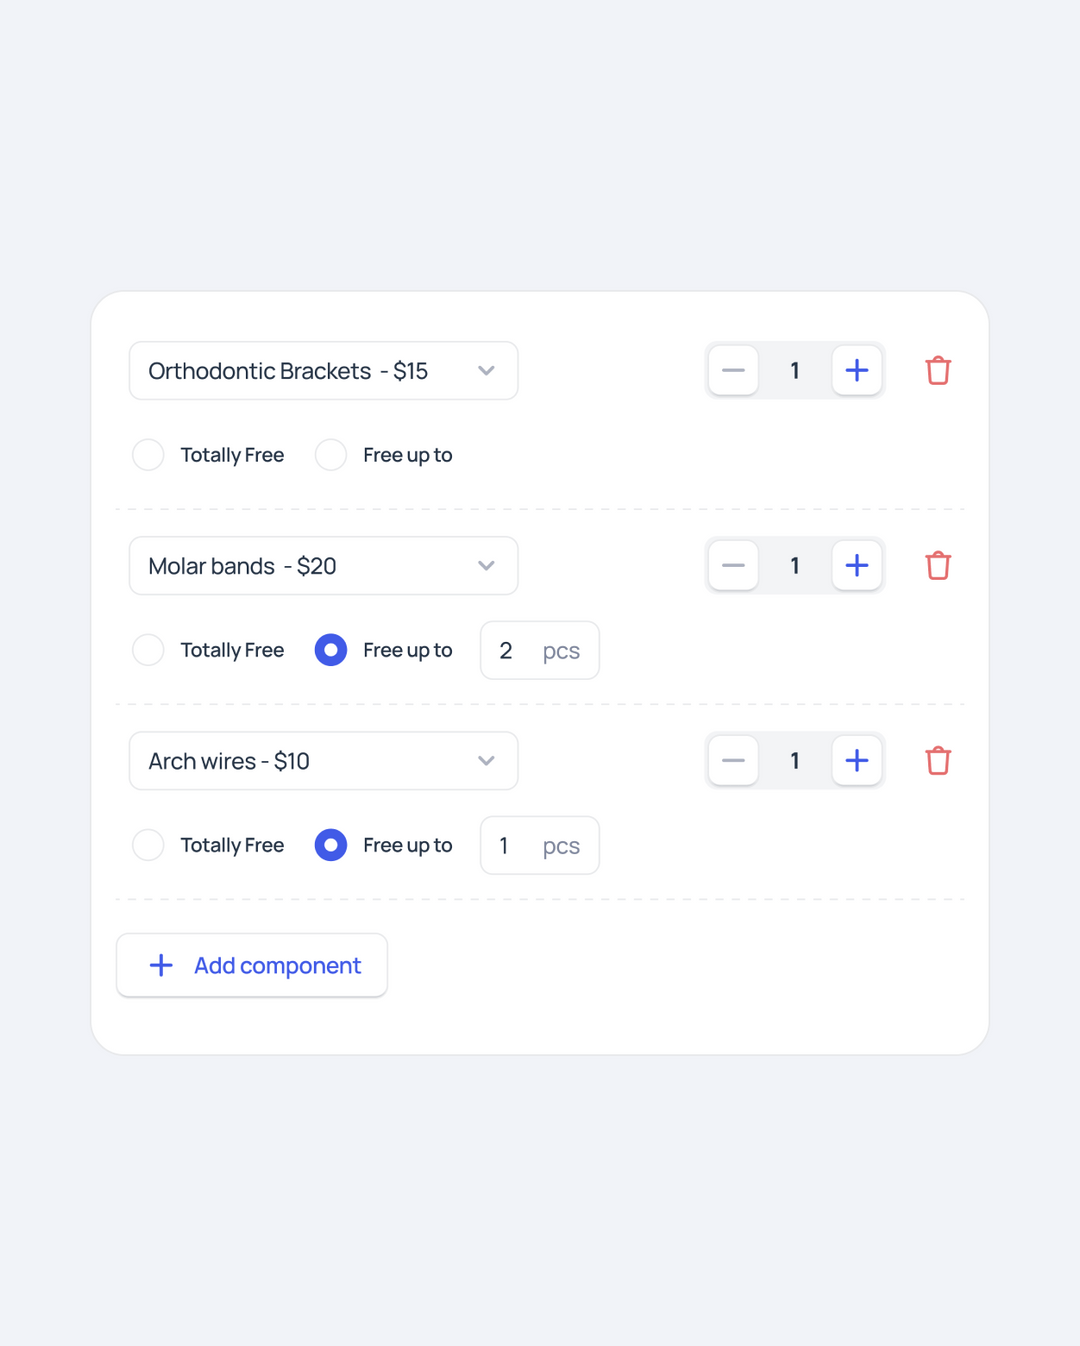 Orthodontic Brackets - $15
1
Totally Free Free up to
Molar bands - $20
1
Totally Free Free up to 2 pcs
Arch wires - $10
1
Totally Free Free up to 1 pcs
Add component